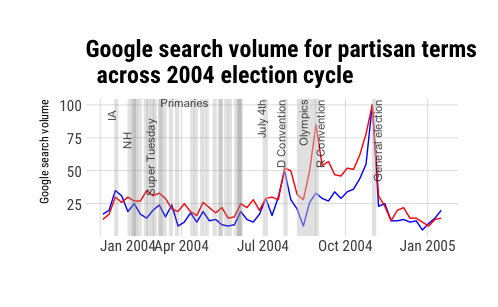 Google search volume for partisan terms
across 2004 election cycle
Google search volume
100
75
50
25
IA
NH
Super Tuesday
Primaries
July 4th
D Convention
Olympics
R Convention
General election
Jan 2004
Apr 2004
Jul 2004
Oct 2004
Jan 2005